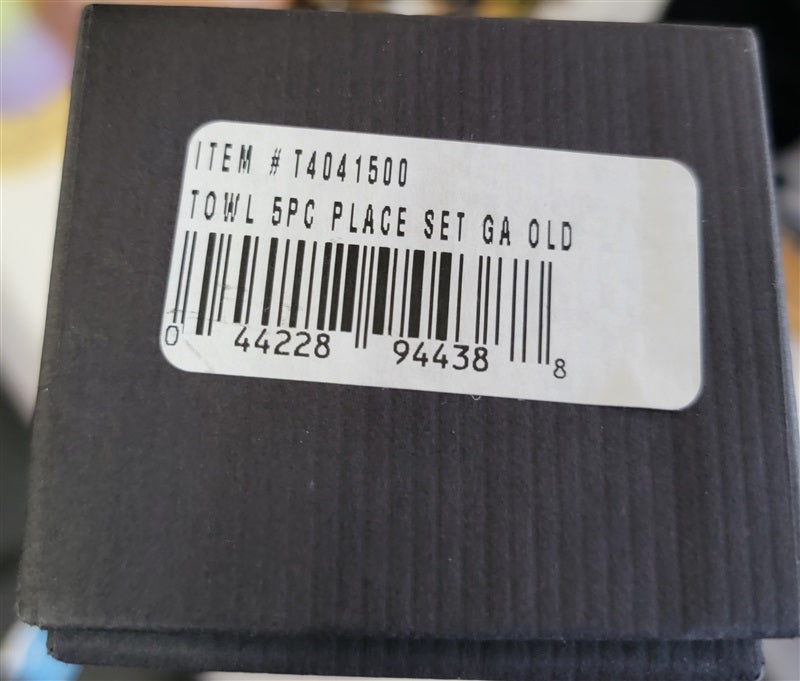 ITEM # T4041500
TOWL 5PC PLACE SET GA OLD
0 44228 94438 8